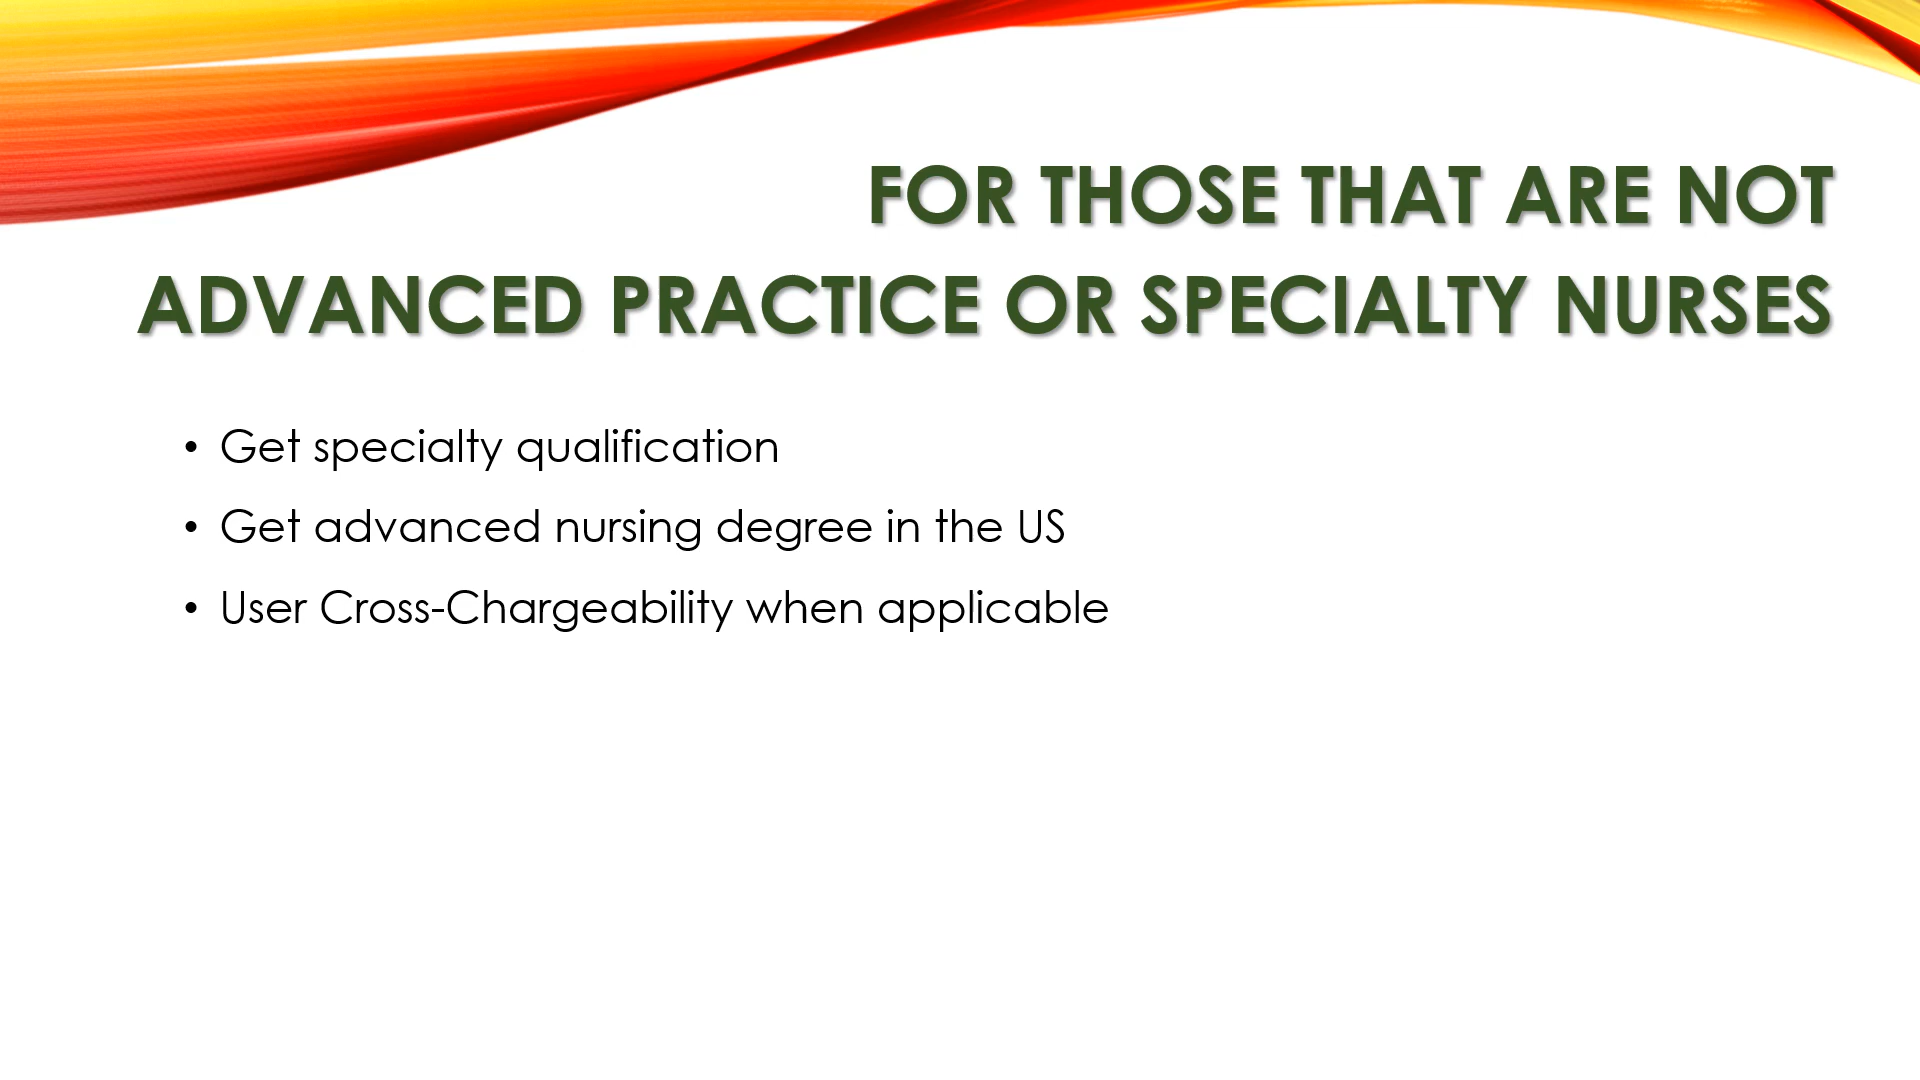 FOR THOSE THAT ARE NOT
ADVANCED PRACTICE OR SPECIALTY NURSES
• Get specialty qualification
• Get advanced nursing degree in the US
• User Cross-Chargeability when applicable